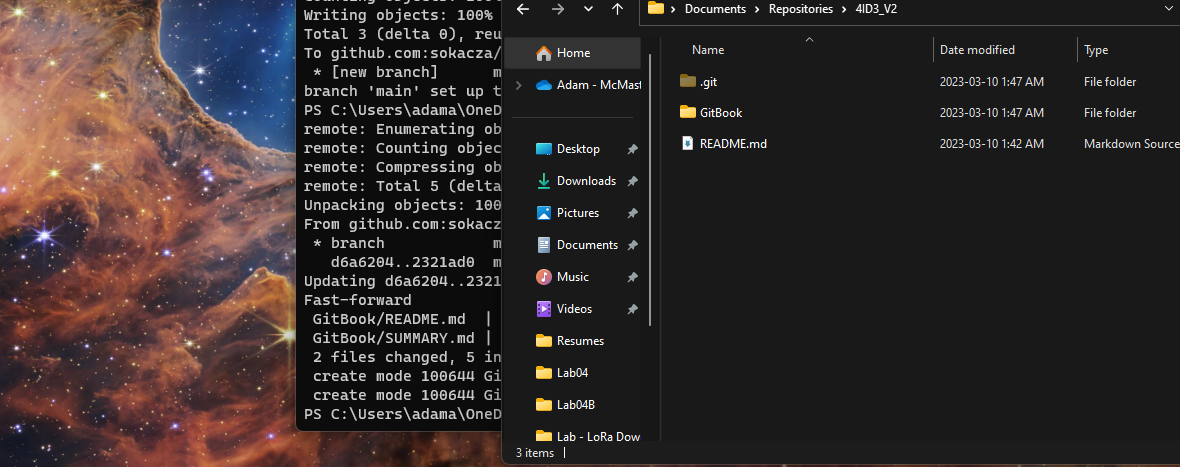 Writing objects: 100%
Total 3 (delta 0), reu
To github.com:sokacza/
* [new branch] m
branch 'main' set up t
PS C:\Users\adama\OneD
remote: Enumerating ob
remote: Counting objec
remote: Compressing ob
remote: Total 5 (delta
Unpacking objects: 100
From github.com:sokacz
* branch m
d6a6204..2321ad0 m
Updating d6a6204..2321
Fast-forward
GitBook/README.md |
GitBook/SUMMARY.md |
2 files changed, 5 in
create mode 100644 Gi
create mode 100644 Gi
PS C:\Users\adama\OneD
Documents > Repositories > 4ID3_V2
Home
Adam - McMast
Desktop
Downloads
Pictures
Documents
Music
Videos
Resumes
Lab04
Lab04B
Lab - LoRa Dow
Name Date modified Type
.git 2023-03-10 1:47 AM File folder
GitBook 2023-03-10 1:47 AM File folder
README.md 2023-03-10 1:42 AM Markdown Source
3 items